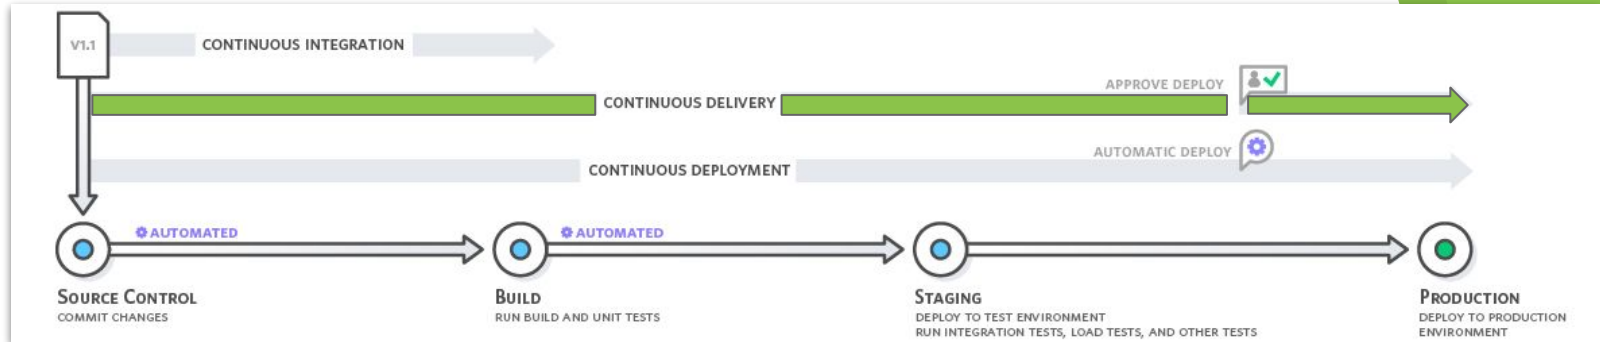 V1.1
CONTINUOUS INTEGRATION
APPROVE DEPLOY
CONTINUOUS DELIVERY
AUTOMATIC DEPLOY
CONTINUOUS DEPLOYMENT
AUTOMATED
AUTOMATED
SOURCE CONTROL
COMMIT CHANGES
BUILD
RUN BUILD AND UNIT TESTS
STAGING
DEPLOY TO TEST ENVIRONMENT
RUN INTEGRATION TESTS, LOAD TESTS, AND OTHER TESTS
PRODUCTION
DEPLOY TO PRODUCTION
ENVIRONMENT